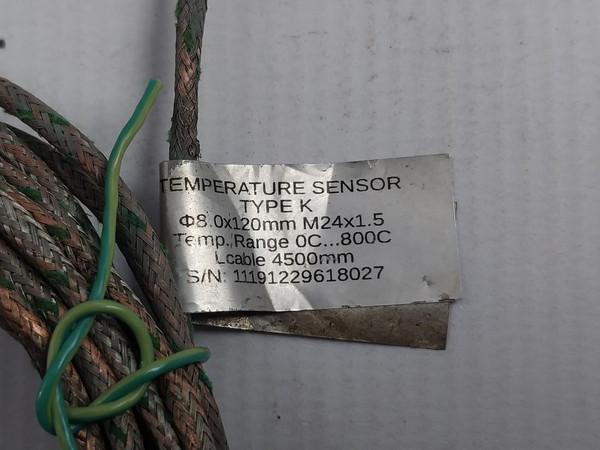 TEMPERATURE SENSOR
TYPE K
Φ8.0x120mm M24x1.5
Temp. Range 0C...800C
Lcable 4500mm
S/N: 11191229618027